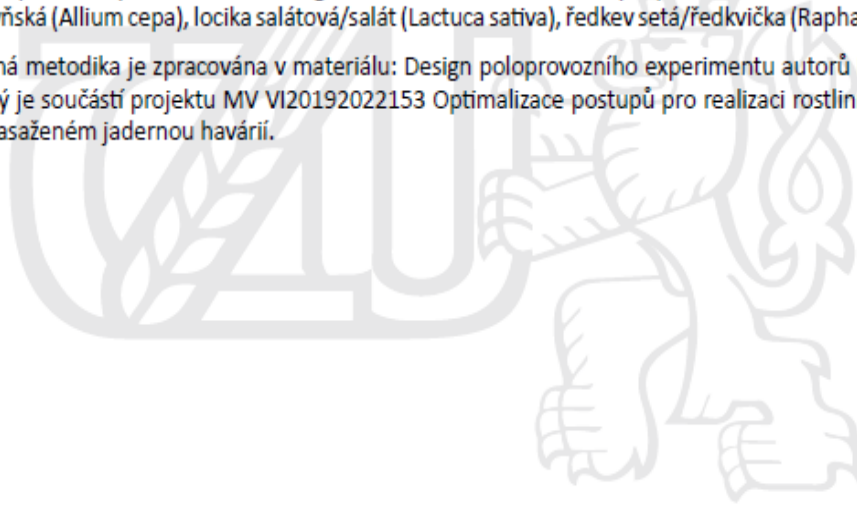 ňská (Allium cepa), locika salátová/salát (Lactuca sativa), ředkev setá/ředkvička (Rapha
ná metodika je zpracována v materiálu: Design poloprovozního experimentu autorů
ý je součástí projektu MV VI20192022153 Optimalizace postupů pro realizaci rostlin
asaženém jadernou havárií.
CZU